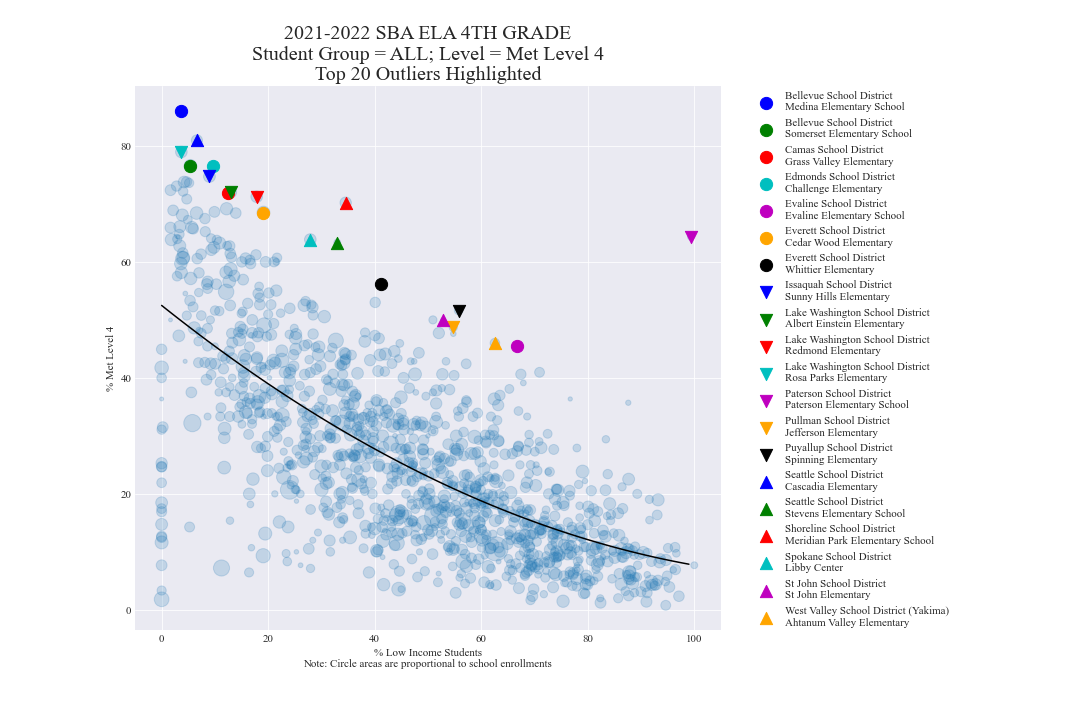 2021-2022 SBA ELA 4TH GRADE
Student Group = ALL; Level = Met Level 4
Top 20 Outliers Highlighted
% Met Level 4
80
60
40
20
0
0 20 40 60 80 100
% Low Income Students
Note: Circle areas are proportional to school enrollments
Bellevue School District
Medina Elementary School
Bellevue School District
Somerset Elementary School
Camas School District
Grass Valley Elementary
Edmonds School District
Challenge Elementary
Evaline School District
Evaline Elementary School
Everett School District
Cedar Wood Elementary
Everett School District
Whittier Elementary
Issaquah School District
Sunny Hills Elementary
Lake Washington School District
Albert Einstein Elementary
Lake Washington School District
Redmond Elementary
Lake Washington School District
Rosa Parks Elementary
Paterson School District
Paterson Elementary School
Pullman School District
Jefferson Elementary
Puyallup School District
Spinning Elementary
Seattle School District
Cascadia Elementary
Seattle School District
Stevens Elementary School
Shoreline School District
Meridian Park Elementary School
Spokane School District
Libby Center
St John School District
St John Elementary
West Valley School District (Yakima)
Ahtanum Valley Elementary